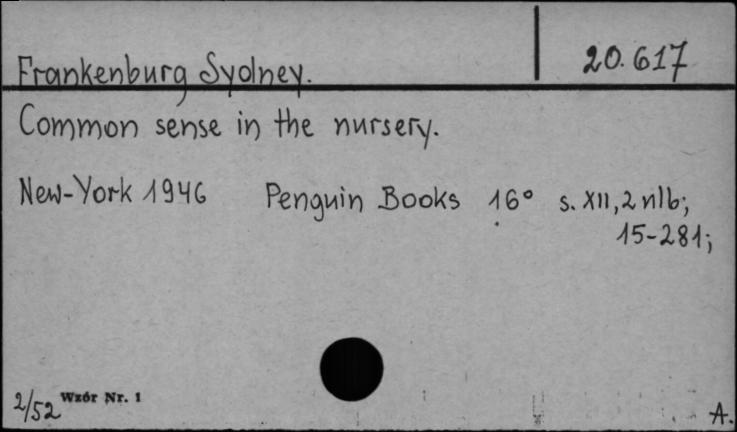 Frankenburg Sydney.
20.617
Common sense in the nursery.
New-York 1946 Penguin Books 16° s. XII, 2 nlb;
15-281;
2/52 Wzór Nr. 1
A.